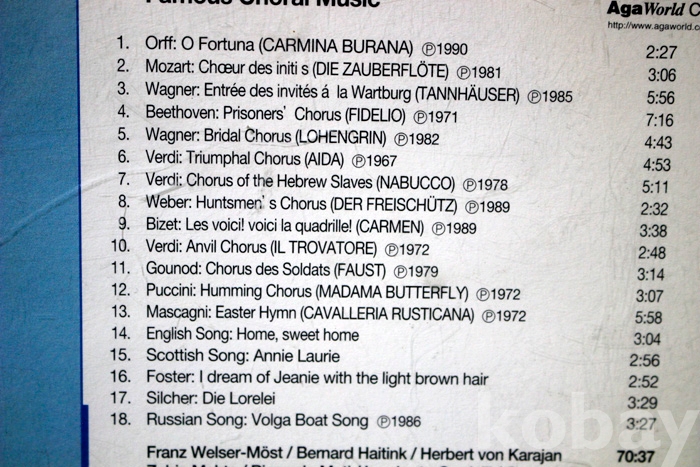 Famous Choral Music
AgaWorld C
http://www.agaworld.c
1. Orff: O Fortuna (CARMINA BURANA) ℗1990 2:27
2. Mozart: Chœur des initi s (DIE ZAUBERFLÖTE) ℗1981 3:06
3. Wagner: Entrée des invités á la Wartburg (TANNHÄUSER) ℗1985 5:56
4. Beethoven: Prisoners' Chorus (FIDELIO) ℗1971 7:16
5. Wagner: Bridal Chorus (LOHENGRIN) ℗1982 4:43
6. Verdi: Triumphal Chorus (AIDA) ℗1967 4:53
7. Verdi: Chorus of the Hebrew Slaves (NABUCCO) ℗1978 5:11
8. Weber: Huntsmen' s Chorus (DER FREISCHÜTZ) ℗1989 2:32
9. Bizet: Les voici! voici la quadrille! (CARMEN) ℗1989 3:38
10. Verdi: Anvil Chorus (IL TROVATORE) ℗1972 2:48
11. Gounod: Chorus des Soldats (FAUST) ℗1979 3:14
12. Puccini: Humming Chorus (MADAMA BUTTERFLY) ℗1972 3:07
13. Mascagni: Easter Hymn (CAVALLERIA RUSTICANA) ℗1972 5:58
14. English Song: Home, sweet home 3:04
15. Scottish Song: Annie Laurie 2:56
16. Foster: I dream of Jeanie with the light brown hair 2:52
17. Silcher: Die Lorelei 3:29
18. Russian Song: Volga Boat Song ℗1986 3:27
kobay
Franz Welser-Möst / Bernard Haitink / Herbert von Karajan 70:37